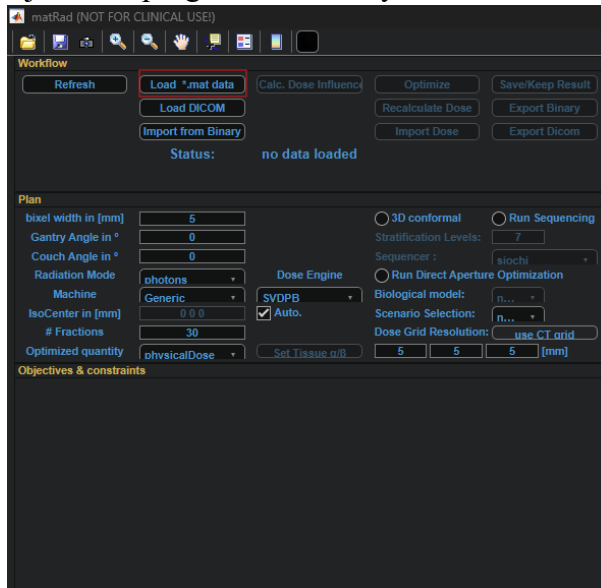 matRad (NOT FOR CLINICAL USE!)
Workflow
Refresh Load *.mat data Calc. Dose Influence Optimize Save/Keep Result
Load DICOM Recalculate Dose Export Binary
Import from Binary Import Dose Export Dicom
Status: no data loaded
Plan
bixel width in [mm] 5 3D conformal Run Sequencing
Gantry Angle in ° 0 Stratification Levels: 7
Couch Angle in ° 0 Sequencer : siochi
Radiation Mode photons Dose Engine Run Direct Aperture Optimization
Machine Generic SVDPB Biological model: n...
IsoCenter in [mm] 0 0 0 Auto. Scenario Selection: n...
# Fractions 30 Dose Grid Resolution: use CT grid
Optimized quantity physicalDose Set Tissue α/β 5 5 5 [mm]
Objectives & constraints